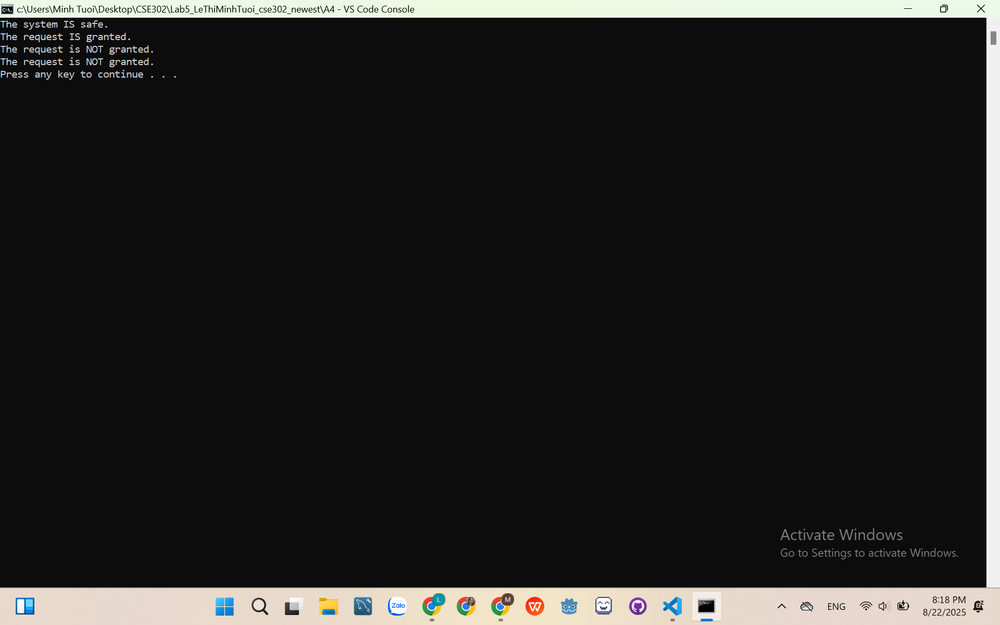 c:\Users\Minh Tuoi\Desktop\CSE302\Lab5_LeThiMinhTuoi_cse302_newest\A4 - VS Code Console
The system IS safe.
The request IS granted.
The request is NOT granted.
The request is NOT granted.
Press any key to continue . . .
Activate Windows
Go to Settings to activate Windows.
Zalo
L
M
W
ENG
8:18 PM
8/22/2025